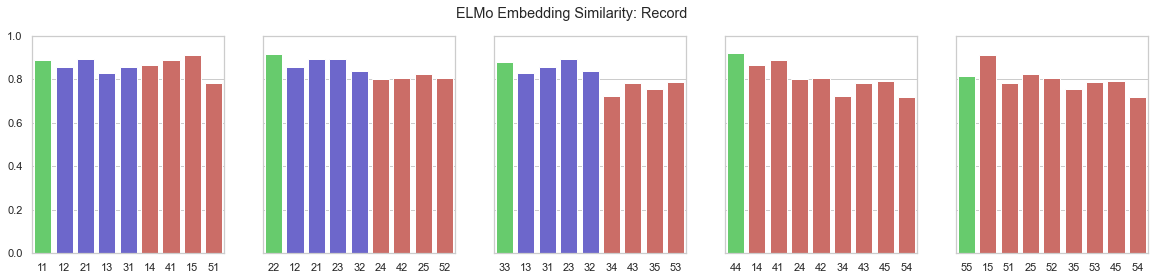 ELMo Embedding Similarity: Record
1.0
0.8
0.6
0.4
0.2
0.0
11 12 21 13 31 14 41 15 51
22 12 21 23 32 24 42 25 52
33 13 31 23 32 34 43 35 53
44 14 41 24 42 34 43 45 54
55 15 51 25 52 35 53 45 54